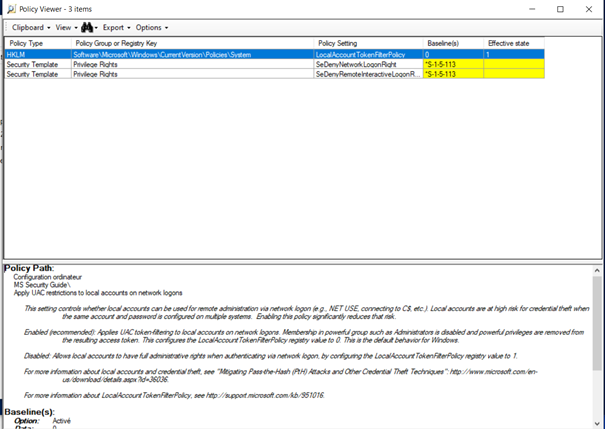 Policy Viewer - 3 items
Clipboard View Export Options
Policy Type Policy Group or Registry Key Policy Setting Baseline(s) Effective state
HKLM Software\Microsoft\Windows\CurrentVersion\Policies\System LocalAccountTokenFilterPolicy 0 1
Security Template Privilege Rights SeDenyNetworkLogonRight *S-1-5-113
Security Template Privilege Rights SeDenyRemoteInteractiveLogonR... *S-1-5-113
Policy Path:
Configuration ordinateur
MS Security Guide\
Apply UAC restrictions to local accounts on network logons
This setting controls whether local accounts can be used for remote administration via network logon (e.g., NET USE, connecting to C$, etc.). Local accounts are at high risk for credential theft when
the same account and password is configured on multiple systems. Enabling this policy significantly reduces that risk.
Enabled (recommended): Applies UAC token-filtering to local accounts on network logons. Membership in powerful group such as Administrators is disabled and powerful privileges are removed from
the resulting access token. This configures the LocalAccountTokenFilterPolicy registry value to 0. This is the default behavior for Windows.
Disabled: Allows local accounts to have full administrative rights when authenticating via network logon, by configuring the LocalAccountTokenFilterPolicy registry value to 1.
For more information about local accounts and credential theft, see "Mitigating Pass-the-Hash (PtH) Attacks and Other Credential Theft Techniques": http://www.microsoft.com/en-
us/download/details.aspx?id=36036.
For more information about LocalAccountTokenFilterPolicy, see http://support.microsoft.com/kb/951016.
Baseline(s):
Option: Activé
Data: 0